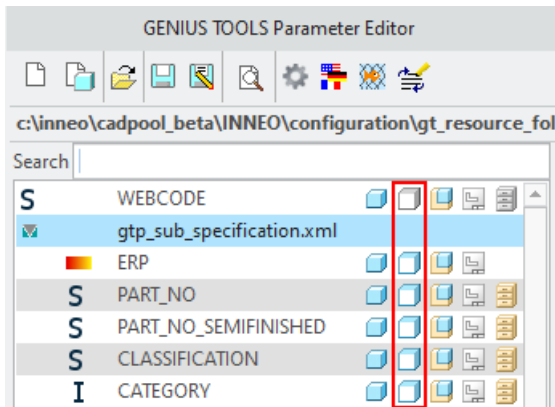 GENIUS TOOLS Parameter Editor
c:\inneo\cadpool_beta\INNEO\configuration\gt_resource_fol
Search
S WEBCODE
gtp_sub_specification.xml
ERP
S PART_NO
S PART_NO_SEMIFINISHED
S CLASSIFICATION
I CATEGORY